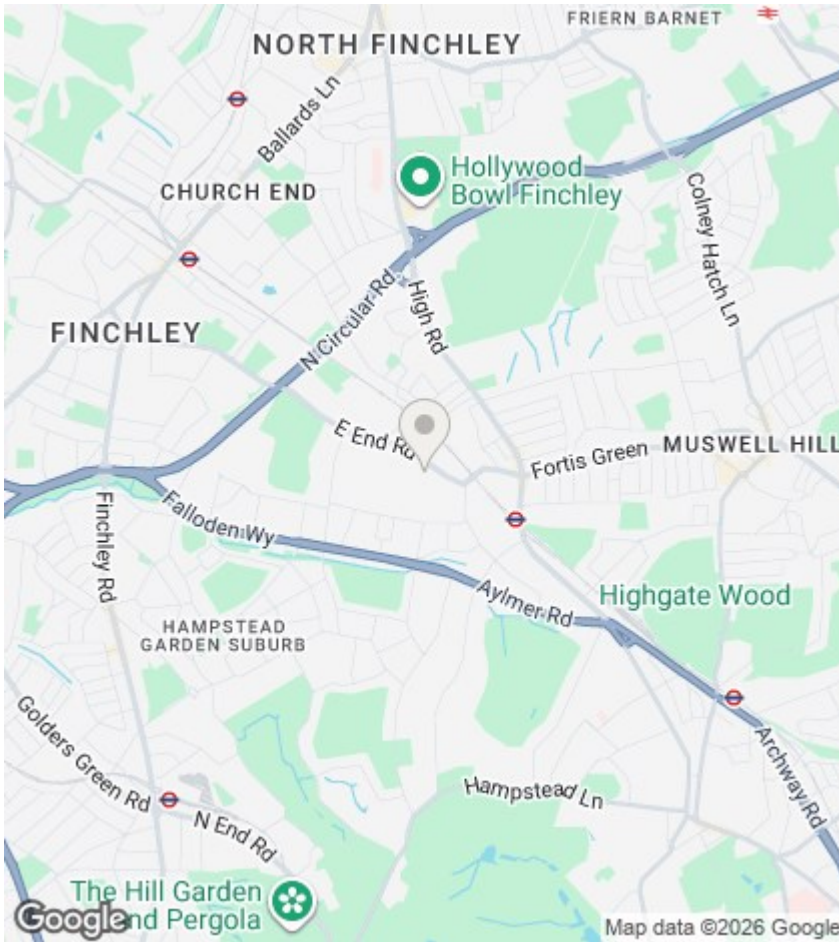 FRIERN BARNET
NORTH FINCHLEY
Ballards Ln
Hollywood
Bowl Finchley
CHURCH END
Colney Hatch Ln
N Circular Rd
High Rd
FINCHLEY
E End Rd
Fortis Green
MUSWELL HILL
Finchley Rd
Falloden Wy
Aylmer Rd
Highgate Wood
HAMPSTEAD
GARDEN SUBURB
Golders Green Rd
Archway Rd
Hampstead Ln
N End Rd
The Hill Garden
and Pergola
Google
Map data ©2026 Google